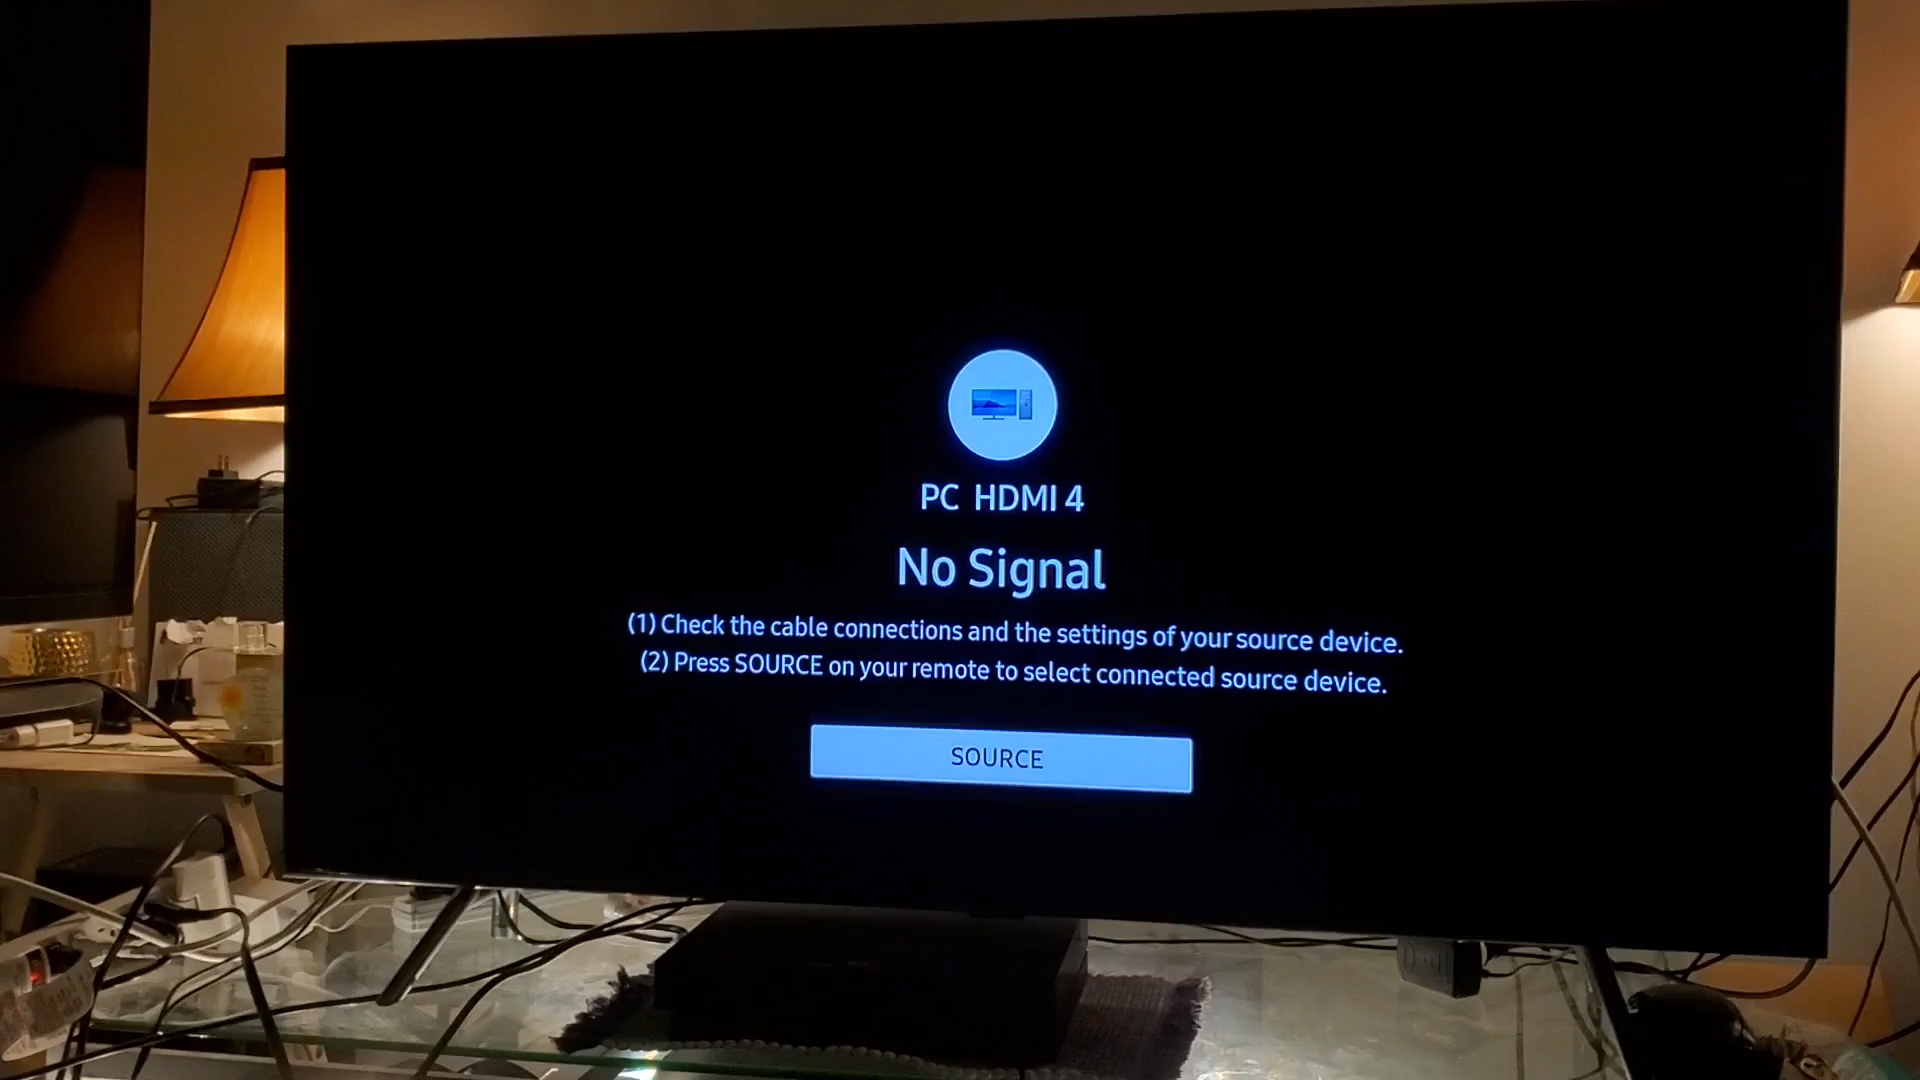 PC HDMI 4
No Signal
(1) Check the cable connections and the settings of your source device.
(2) Press SOURCE on your remote to select connected source device.
SOURCE